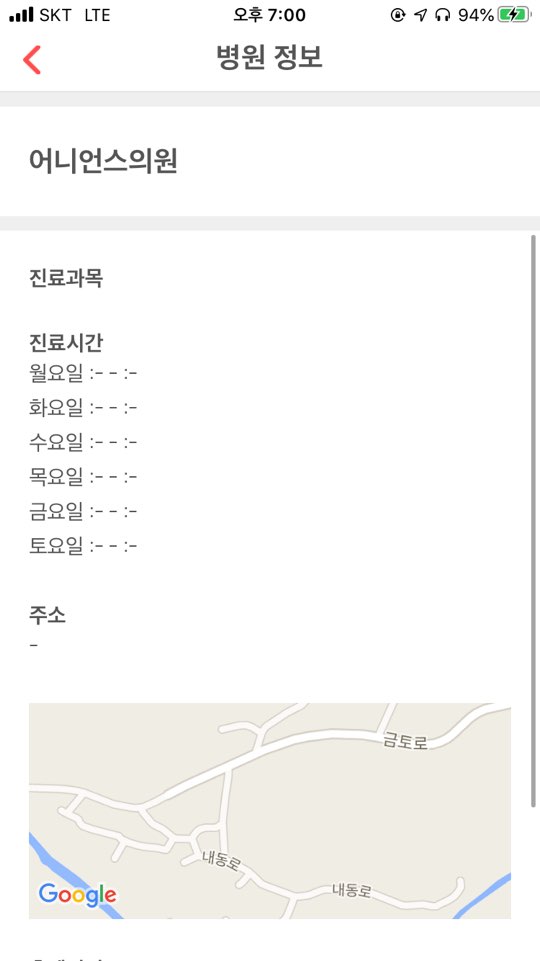 SKT LTE 오후 7:00 94%
병원 정보
어니언스의원
진료과목
진료시간
월요일 :- - :-
화요일 :- - :-
수요일 :- - :-
목요일 :- - :-
금요일 :- - :-
토요일 :- - :-
주소
-
금토로
내동로
내동로
Google